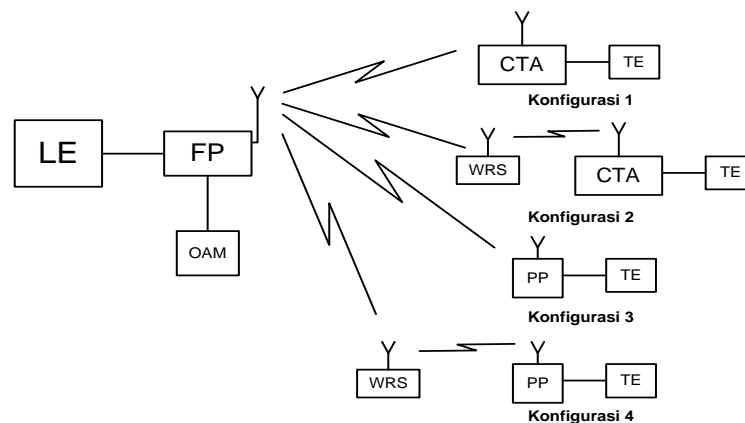 CTA
TE
Konfigurasi 1
LE
FP
WRS
CTA
TE
Konfigurasi 2
OAM
PP
TE
Konfigurasi 3
WRS
PP
TE
Konfigurasi 4